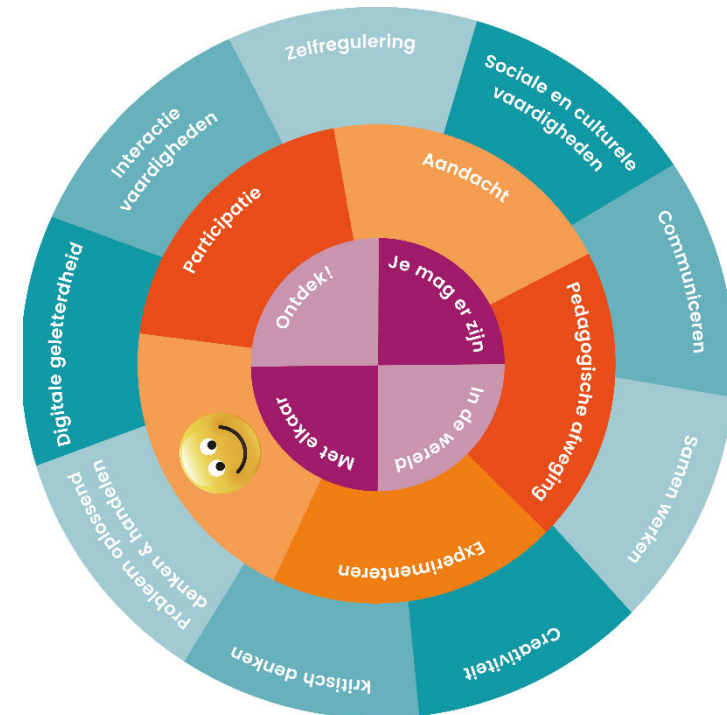 Zelfregulering
Sociale en culturele
vaardigheden
Communiceren
Samen werken
Creativiteit
kritisch denken
Probleem oplossend
denken & handelen
Digitale geletterdheid
Interactie
vaardigheden
Aandacht
Pedagogische afweging
Experimenteren
Participatie
Je mag er zijn
In de wereld
Met elkaar
Ontdek!